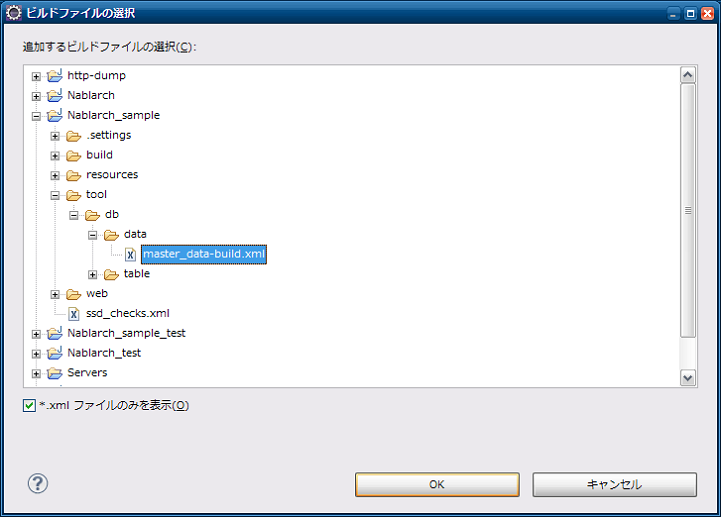 ビルドファイルの選択
追加するビルドファイルの選択(C):
http-dump
Nablarch
Nablarch_sample
.settings
build
resources
tool
db
data
master_data-build.xml
table
web
ssd_checks.xml
Nablarch_sample_test
Nablarch_test
Servers
*.xml ファイルのみを表示(O)
OK
キャンセル